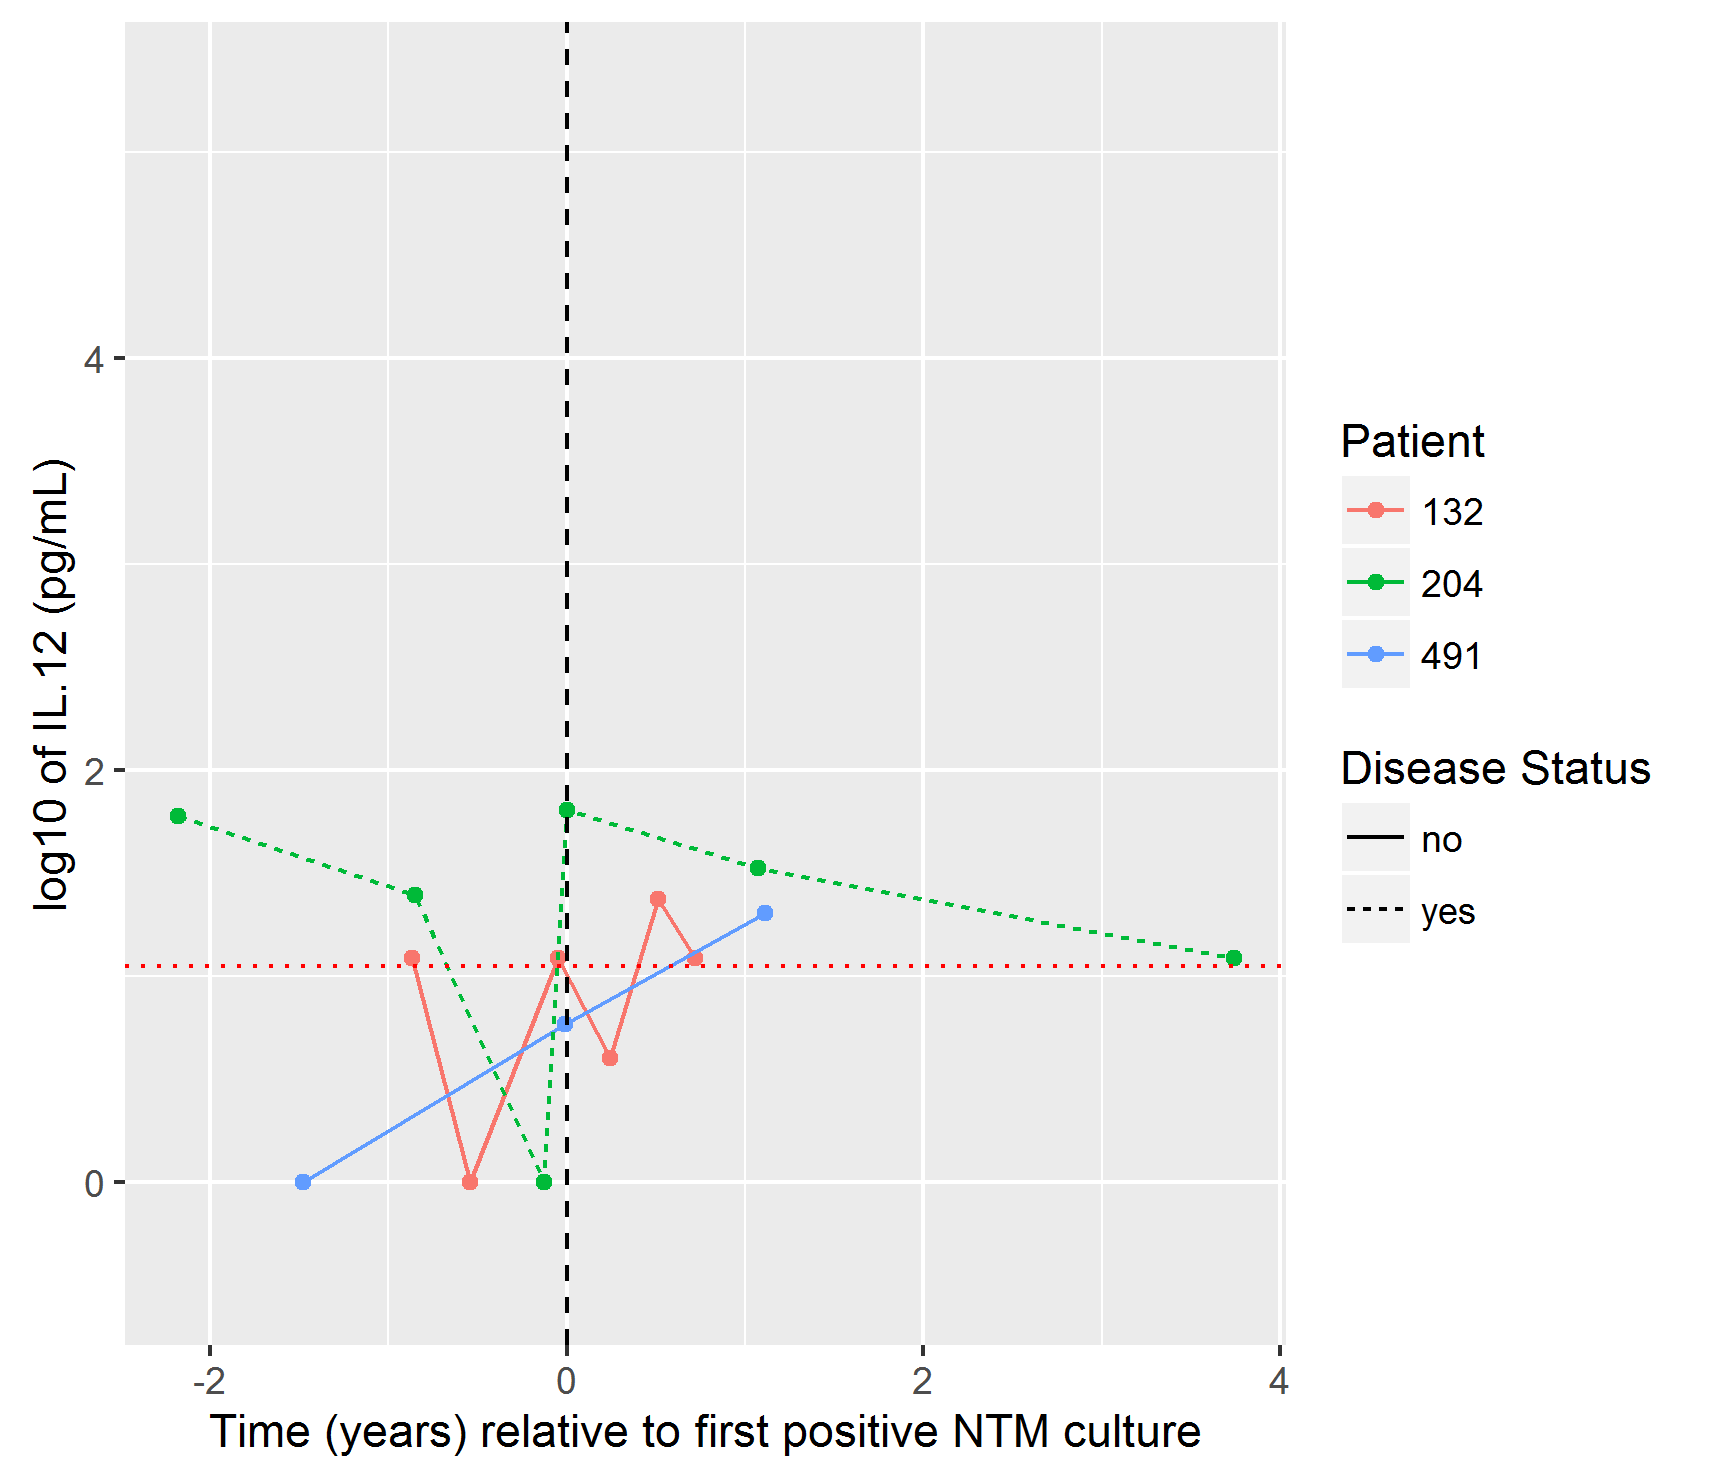 log10 of IL.12 (pg/mL)
4
2
0
-2
0
2
4
Time (years) relative to first positive NTM culture
Patient
132
204
491
Disease Status
no
yes